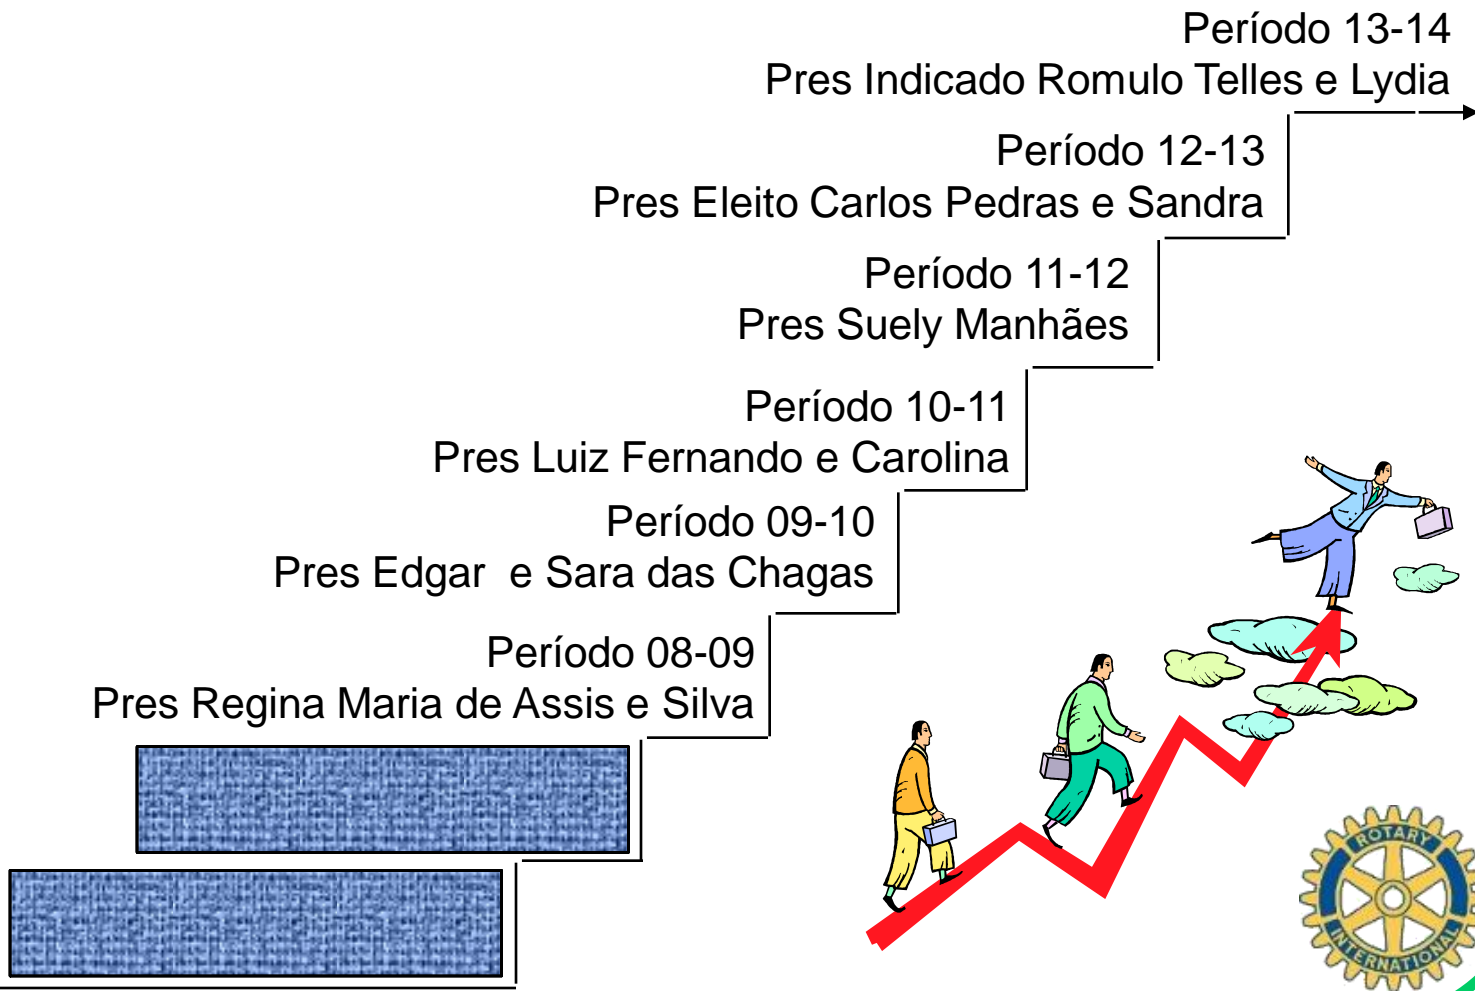 Período 13-14
Pres Indicado Romulo Telles e Lydia
Período 12-13
Pres Eleito Carlos Pedras e Sandra
Período 11-12
Pres Suely Manhães
Período 10-11
Pres Luiz Fernando e Carolina
Período 09-10
Pres Edgar  e Sara das Chagas
Período 08-09
Pres Regina Maria de Assis e Silva
ROTARY
INTERNATIONAL